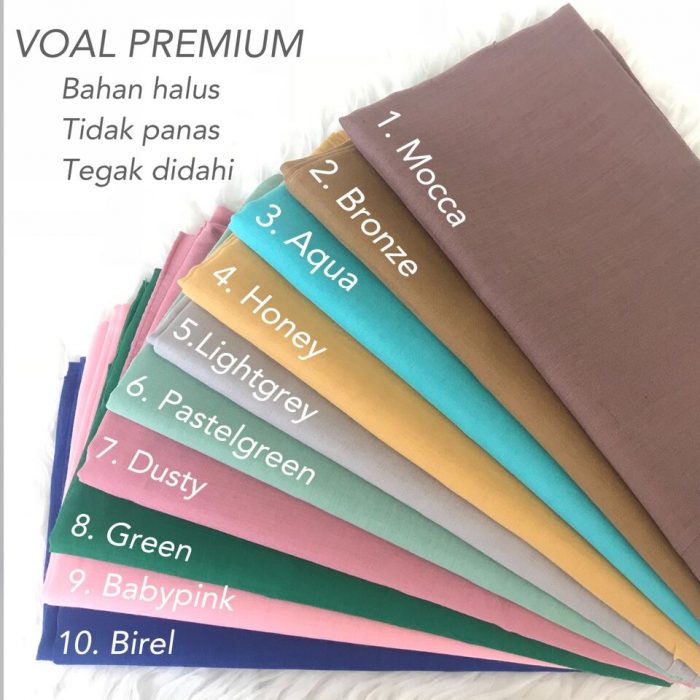 VOAL PREMIUM
Bahan halus
Tidak panas
Tegak didahi
1. Mocca
2. Bronze
3. Aqua
4. Honey
5.Lightgrey
6. Pastelgreen
7. Dusty
8. Green
9. Babypink
10. Birel